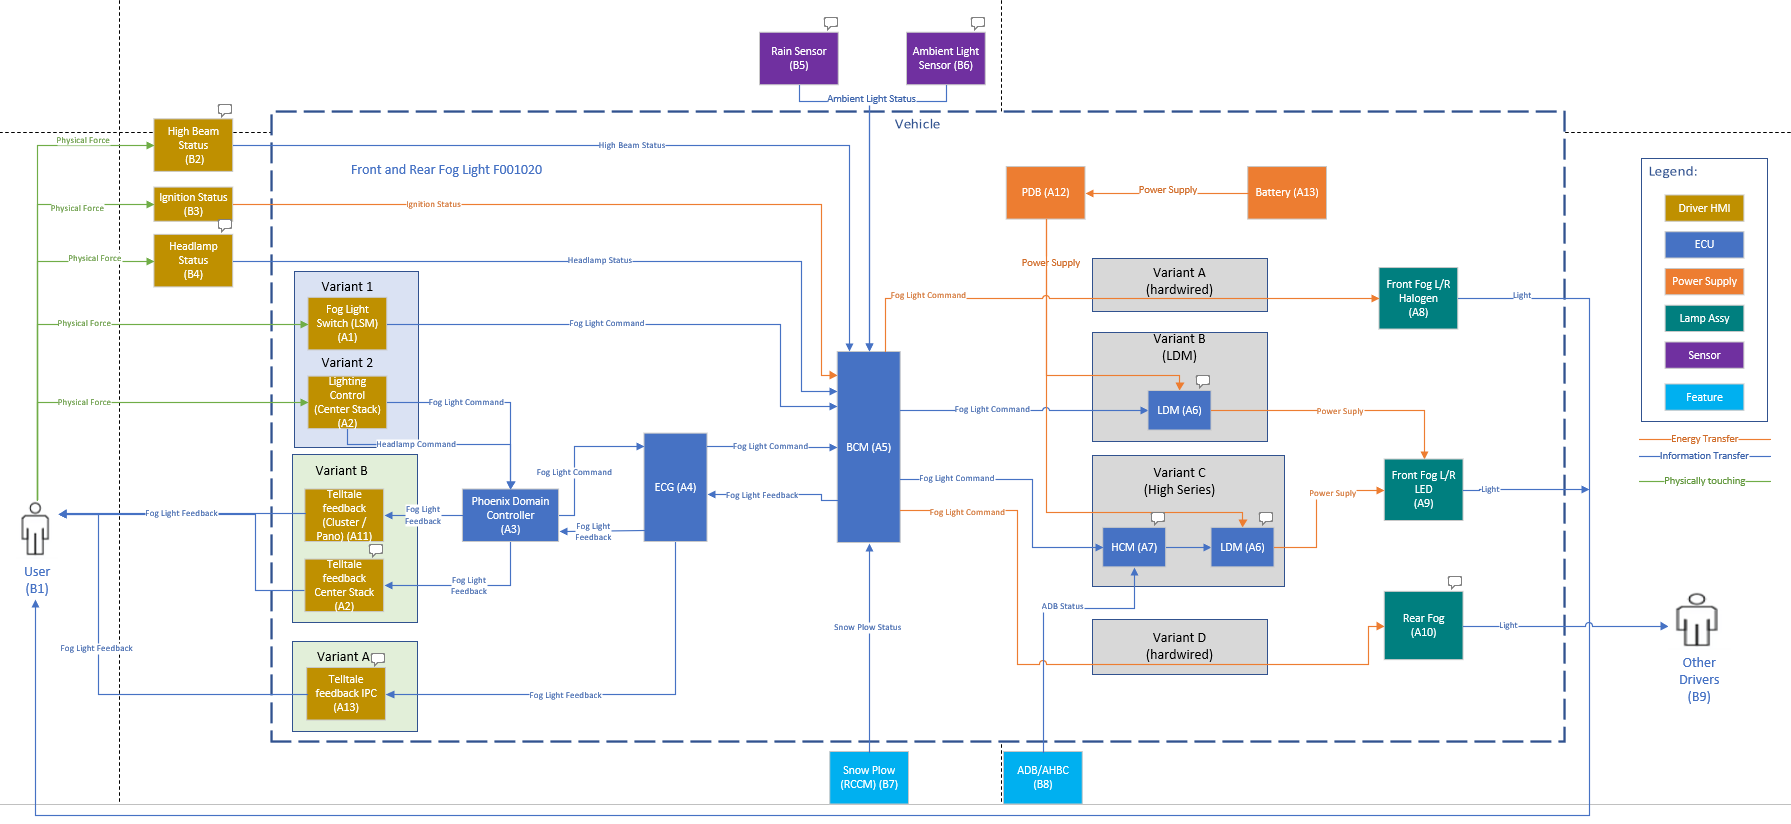 Rain Sensor
(B5)
Ambient Light
Sensor (B6)
Ambient Light Status
Vehicle
High Beam
Status
(B2)
Physical Force
High Beam Status
Front and Rear Fog Light F001020
Ignition Status
(B3)
Physical Force
Ignition Status
Headlamp
Status
(B4)
Physical Force
Headlamp Status
PDB (A12)
Power Supply
Battery (A13)
Power Supply
Legend:
Driver HMI
ECU
Power Supply
Lamp Assy
Sensor
Feature
Energy Transfer
Information Transfer
Physically touching
Variant 1
Fog Light
Switch (LSM)
(A1)
Physical Force
Fog Light Command
Variant 2
Lighting
Control
(Center Stack)
(A2)
Physical Force
Fog Light Command
Headlamp Command
Variant B
Telltale
feedback
(Cluster /
Pano) (A11)
Fog Light Feedback
Fog Light
Feedback
Telltale
feedback
Center Stack
(A2)
Fog Light
Feedback
Phoenix Domain
Controller
(A3)
Fog Light
Command
Fog Light
Feedback
ECG (A4)
Fog Light Command
Fog Light Feedback
BCM (A5)
User
(B1)
Fog Light Feedback
Variant A
Telltale
feedback IPC
(A13)
Fog Light Feedback
Snow Plow Status
Snow Plow
(RCCM) (B7)
Fog Light Command
Variant A
(hardwired)
Front Fog L/R
Halogen
(A8)
Light
Variant B
(LDM)
Fog Light Command
LDM (A6)
Power Suply
Variant C
(High Series)
Fog Light Command
Fog Light Command
HCM (A7)
LDM (A6)
Power Suply
Front Fog L/R
LED
(A9)
Light
ADB Status
Variant D
(hardwired)
Rear Fog
(A10)
Light
Other
Drivers
(B9)
ADB/AHBC
(B8)